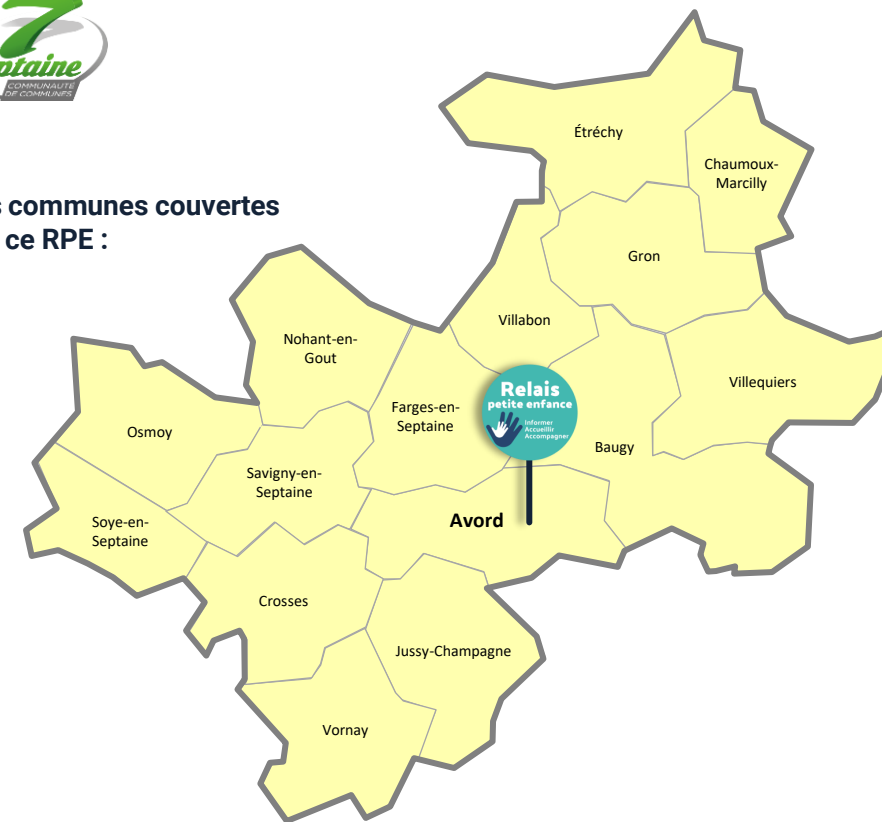 7
COMMUNAUTÉ
DE COMMUNES
communes couvertes
ce RPE :
Étréchy
Chaumoux-
Marcilly
Gron
Villabon
Nohant-en-
Gout
Villequiers
Relais
petite enfance
Informer
Accueillir
Accompagner
Farges-en-
Septaine
Osmoy
Baugy
Savigny-en-
Septaine
Soye-en-
Septaine
Avord
Crosses
Jussy-Champagne
Vornay